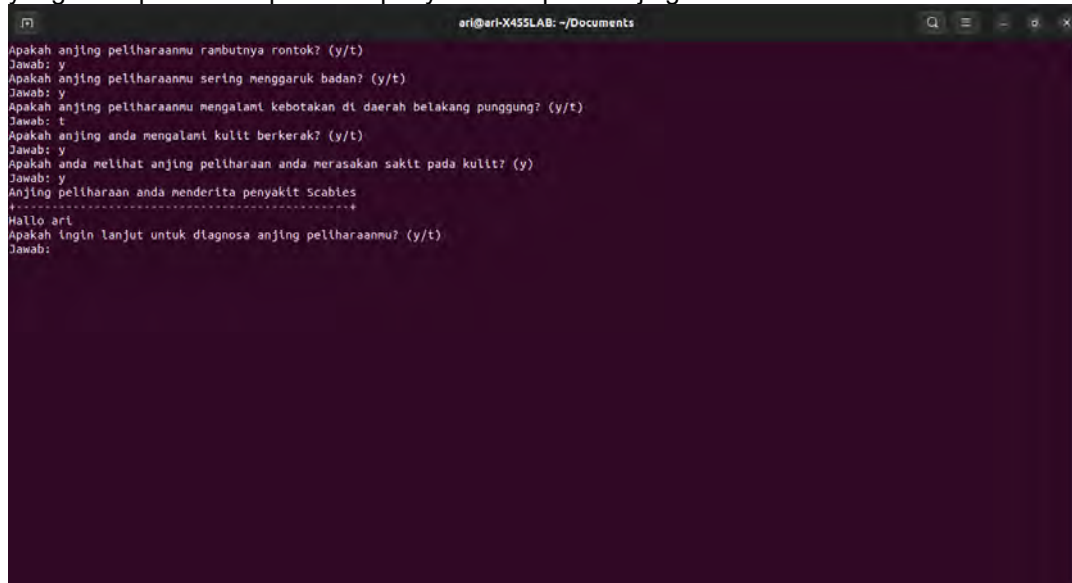 ari@ari-X455LAB: ~/Documents
Apakah anjing peliharaanmu rambutnya rontok? (y/t)
Jawab: y
Apakah anjing peliharaanmu sering menggaruk badan? (y/t)
Jawab: y
Apakah anjing peliharaanmu mengalami kebotakan di daerah belakang punggung? (y/t)
Jawab: t
Apakah anjing anda mengalami kulit berkerak? (y/t)
Jawab: y
Apakah anda melihat anjing peliharaan anda merasakan sakit pada kulit? (y)
Jawab: y
Anjing peliharaan anda menderita penyakit Scabies
+-----------------------------------------------+
Hallo ari
Apakah ingin lanjut untuk diagnosa anjing peliharaanmu? (y/t)
Jawab: